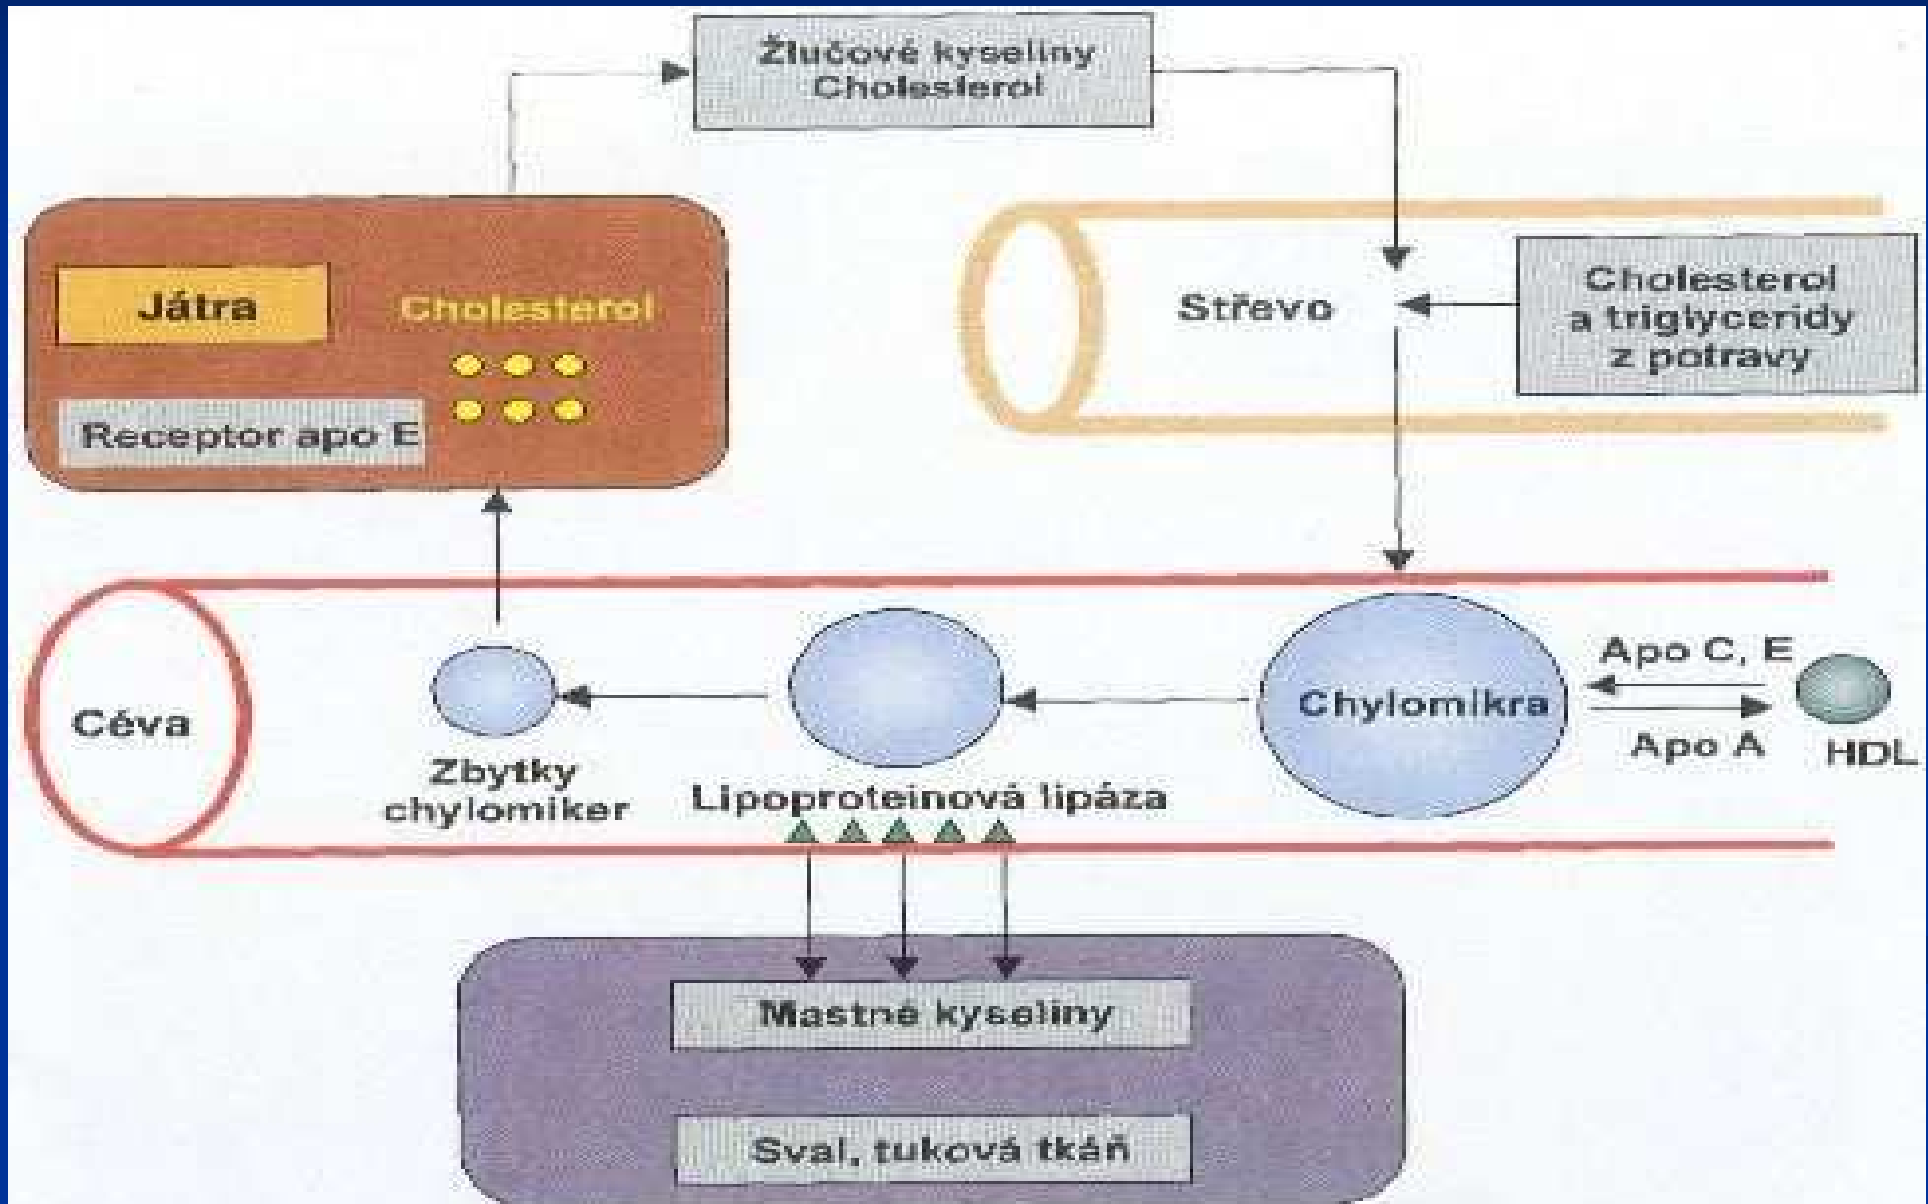 Žlučové kyseliny
Cholesterol
Játra
Cholesterol
Receptor apo E
Střevo
Cholesterol
a triglyceridy
z potravy
Céva
Zbytky
chylomiker
Lipoproteinová lipáza
Chylomikra
Apo C, E
Apo A
HDL
Mastné kyseliny
Sval, tuková tkáň